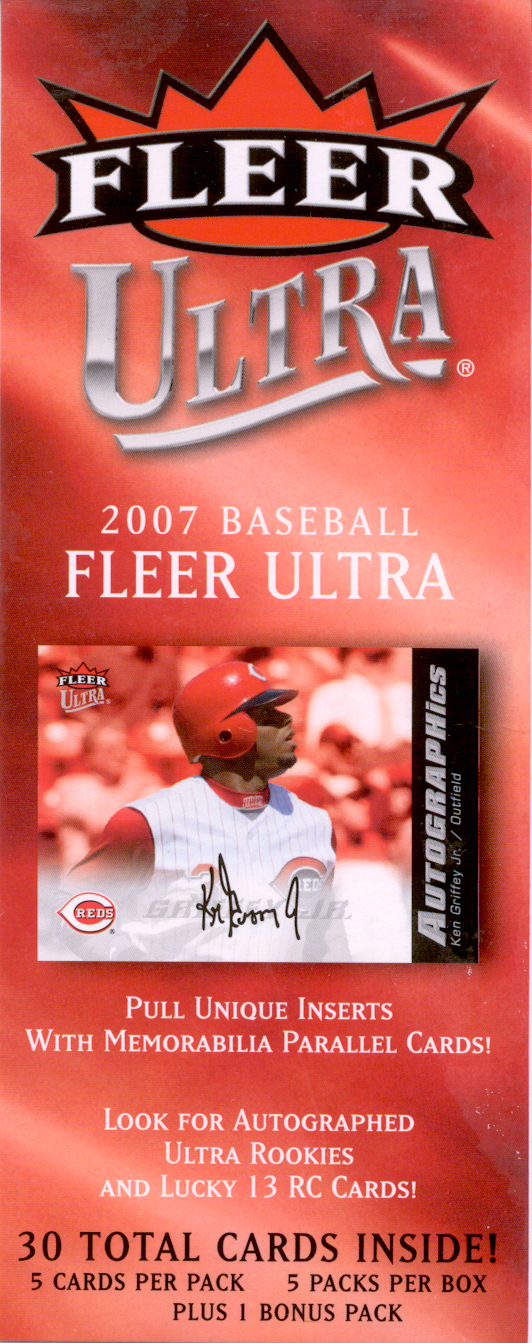 FLEER
ULTRA®
2007 BASEBALL
FLEER ULTRA
FLEER
ULTRA
AUTOGRAPHICS
Ken Griffey Jr. / Outfield
REDS
GRIFFEY JR.
PULL UNIQUE INSERTS
WITH MEMORABILIA PARALLEL CARDS!
LOOK FOR AUTOGRAPHED
ULTRA ROOKIES
AND LUCKY 13 RC CARDS!
30 TOTAL CARDS INSIDE!
5 CARDS PER PACK 5 PACKS PER BOX
PLUS 1 BONUS PACK